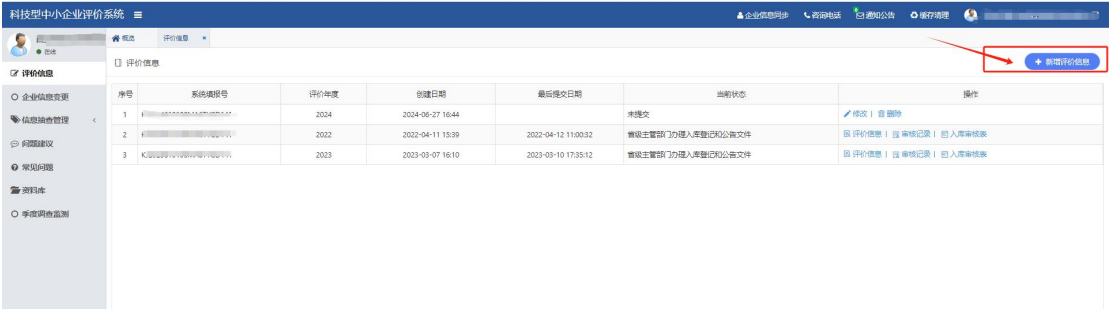 科技型中小企业评价系统
企业信息同步 咨询电话 通知公告 缓存清理
在线
概览 评价信息 ×
评价信息
企业信息变更
信息抽查管理 <
问题建议
常见问题
资料库
季度调查监测
评价信息
+ 新增评价信息
序号 系统填报号 评价年度 创建日期 最后提交日期 当前状态 操作
1 2024 2024-06-27 16:44 未提交 修改 | 删除
2 2022 2022-04-11 15:39 2022-04-12 11:00:32 省级主管部门办理入库登记和公告文件 评价信息 | 审核记录 | 入库审核表
3 2023 2023-03-07 16:10 2023-03-10 17:35:12 省级主管部门办理入库登记和公告文件 评价信息 | 审核记录 | 入库审核表